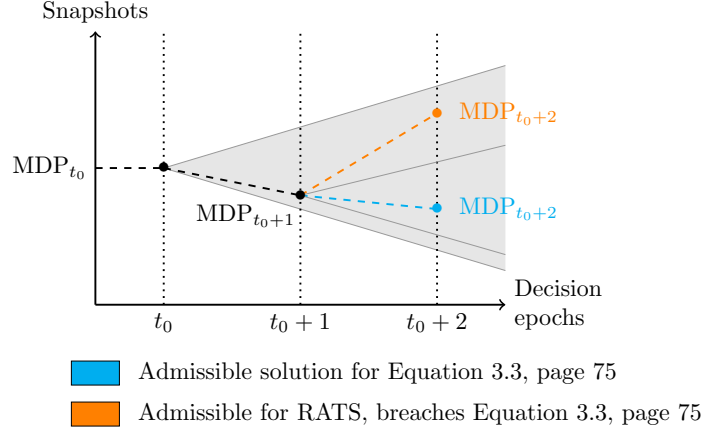 Snapshots
MDP_{t_0+2}
MDP_{t_0}
MDP_{t_0+1}
MDP_{t_0+2}
Decision
epochs
t_0
t_0 + 1
t_0 + 2
Admissible solution for Equation 3.3, page 75
Admissible for RATS, breaches Equation 3.3, page 75